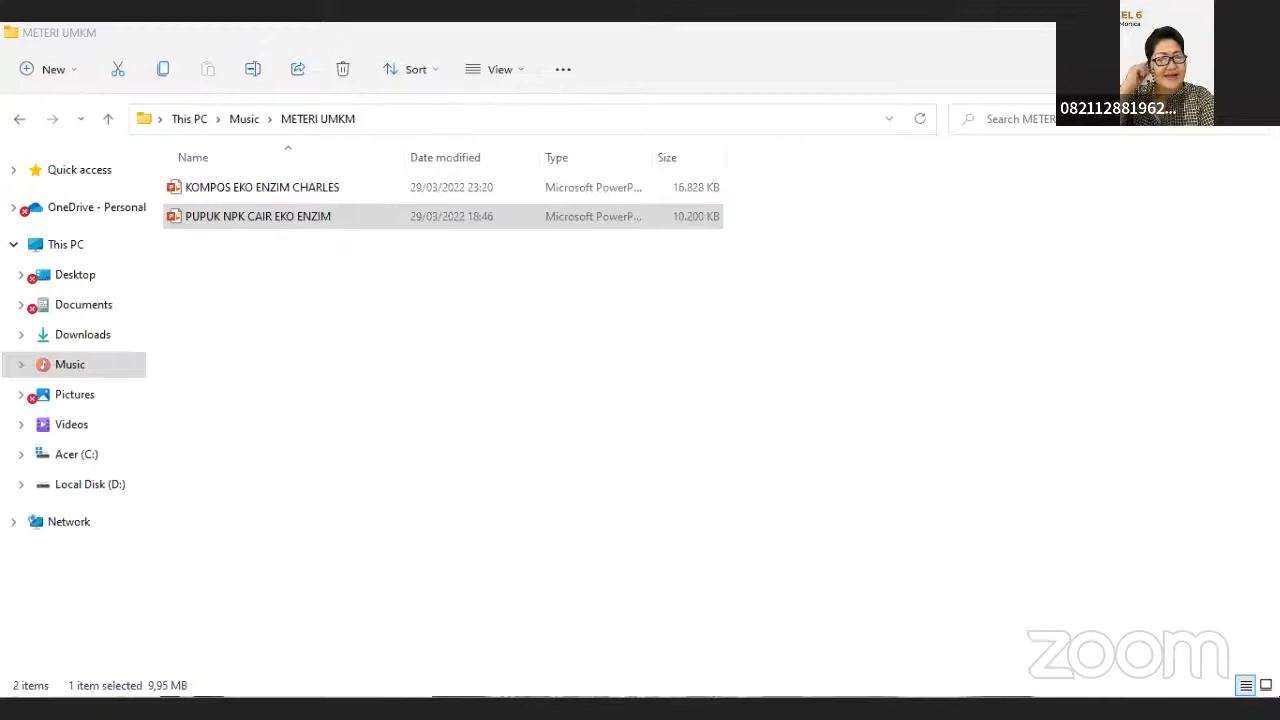 METERI UMKM
EL 6
Monica
New
Sort
View
082112881962...
This PC
Music
METERI UMKM
Search METER
Name
Date modified
Type
Size
Quick access
KOMPOS EKO ENZIM CHARLES
29/03/2022 23:20
Microsoft PowerP...
16.828 KB
OneDrive - Personal
PUPUK NPK CAIR EKO ENZIM
29/03/2022 18:46
Microsoft PowerP...
10.200 KB
This PC
Desktop
Documents
Downloads
Music
Pictures
Videos
Acer (C:)
Local Disk (D:)
Network
zoom
2 items
1 item selected 9,95 MB